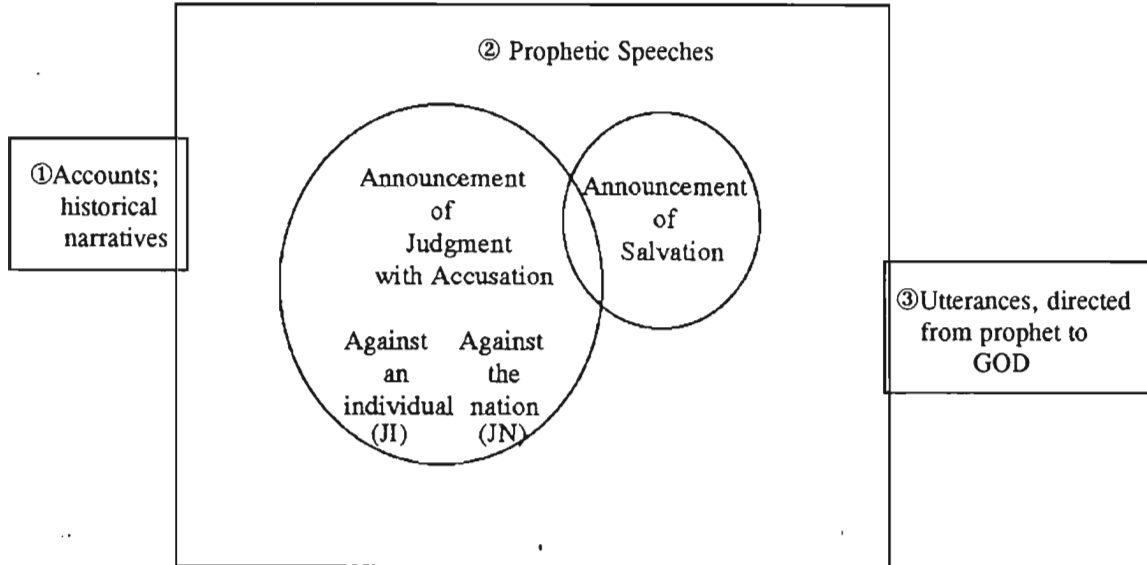 ② Prophetic Speeches
①Accounts;
historical
narratives
Announcement
of
Judgment
with Accusation
Against
an
individual
(JI)
Against
the
nation
(JN)
Announcement
of
Salvation
③Utterances, directed
from prophet to
GOD